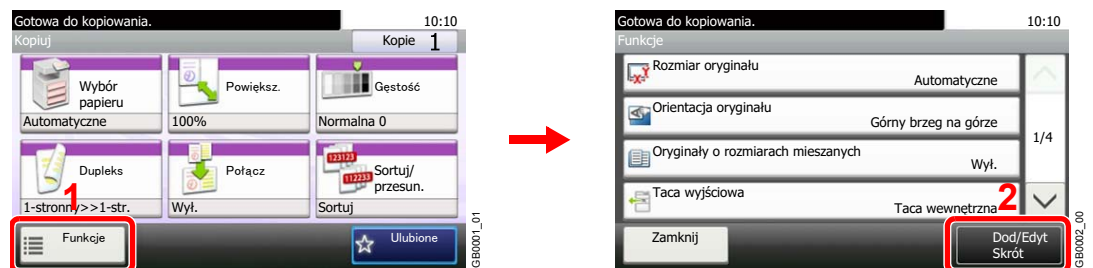 Gotowa do kopiowania.
10:10
Kopiuj
Kopie 1
Wybór
papieru
Automatyczne
Powiększ.
100%
Gęstość
Normalna 0
Dupleks
1-stronny>>1-str.
Połącz
Wył.
123123
112233
Sortuj/
przesun.
Sortuj
1
Funkcje
Ulubione
GB0001_01
Gotowa do kopiowania.
10:10
Funkcje
Rozmiar oryginału
Automatyczne
Orientacja oryginału
Górny brzeg na górze
1/4
Oryginały o rozmiarach mieszanych
Wył.
Taca wyjściowa
Taca wewnętrzna
2
Zamknij
Dod/Edyt
Skrót
GB0002_00